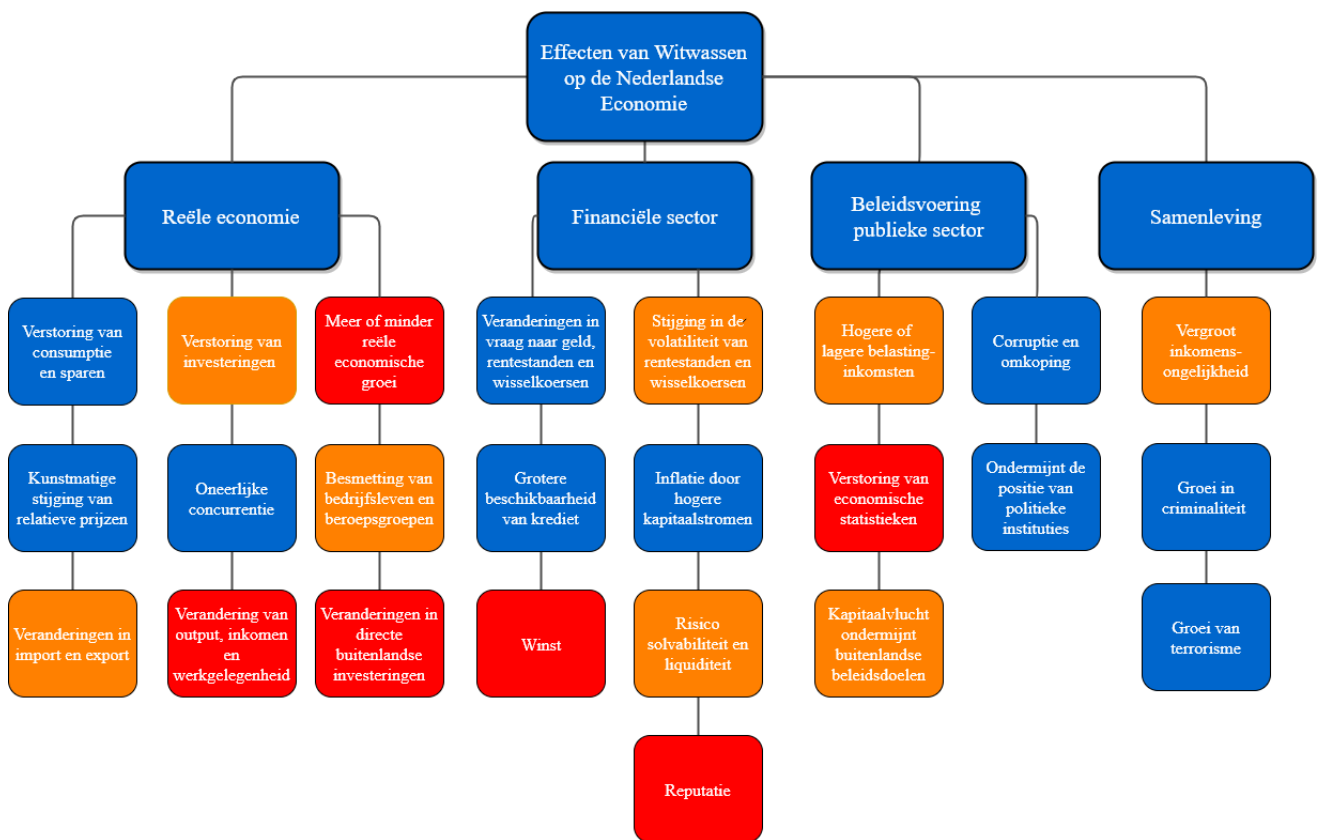 Effecten van Witwassen
op de Nederlandse
Economie
Reële economie
Financiële sector
Beleidsvoering
publieke sector
Samenleving
Verstoring van
consumptie
en sparen
Verstoring van
investeringen
Meer of minder
reële
economische
groei
Veranderingen in
vraag naar geld,
rentestanden en
wisselkoersen
Stijging in de
volatiliteit van
rentestanden en
wisselkoersen
Hogere of
lagere belasting-
inkomsten
Corruptie en
omkoping
Vergroot
inkomens-
ongelijkheid
Kunstmatige
stijging van
relatieve prijzen
Oneerlijke
concurrentie
Besmetting van
bedrijfsleven en
beroepsgroepen
Grotere
beschikbaarheid
van krediet
Inflatie door
hogere
kapitaalstromen
Verstoring van
economische
statistieken
Ondermijnt de
positie van
politieke
instituties
Groei in
criminaliteit
Veranderingen in
import en export
Verandering van
output, inkomen
en
werkgelegenheid
Veranderingen in
directe
buitenlandse
investeringen
Winst
Risico
solvabiliteit en
liquiditeit
Kapitaalvlucht
ondermijnt
buitenlandse
beleidsdoelen
Groei van
terrorisme
Reputatie